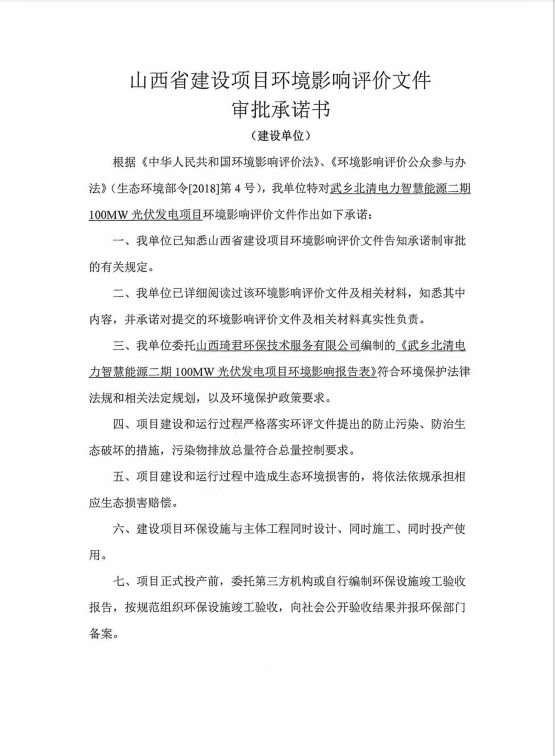 山西省建设项目环境影响评价文件
审批承诺书
（建设单位）
根据《中华人民共和国环境影响评价法》、《环境影响评价公众参与办
法》（生态环境部令[2018]第 4 号），我单位特对武乡北清电力智慧能源二期
100MW 光伏发电项目环境影响评价文件作出如下承诺：
一、我单位已知悉山西省建设项目环境影响评价文件告知承诺制审批
的有关规定。
二、我单位已详细阅读过该环境影响评价文件及相关材料，知悉其中
内容，并承诺对提交的环境影响评价文件及相关材料真实性负责。
三、我单位委托山西琦君环保技术服务有限公司编制的《武乡北清电
力智慧能源二期 100MW 光伏发电项目环境影响报告表》符合环境保护法律
法规和相关法定规划，以及环境保护政策要求。
四、项目建设和运行过程严格落实环评文件提出的防止污染、防治生
态破坏的措施，污染物排放总量符合总量控制要求。
五、项目建设和运行过程中造成生态环境损害的，将依法依规承担相
应生态损害赔偿。
六、建设项目环保设施与主体工程同时设计、同时施工、同时投产使
用。
七、项目正式投产前，委托第三方机构或自行编制环保设施竣工验收
报告，按规范组织环保设施竣工验收，向社会公开验收结果并报环保部门
备案。